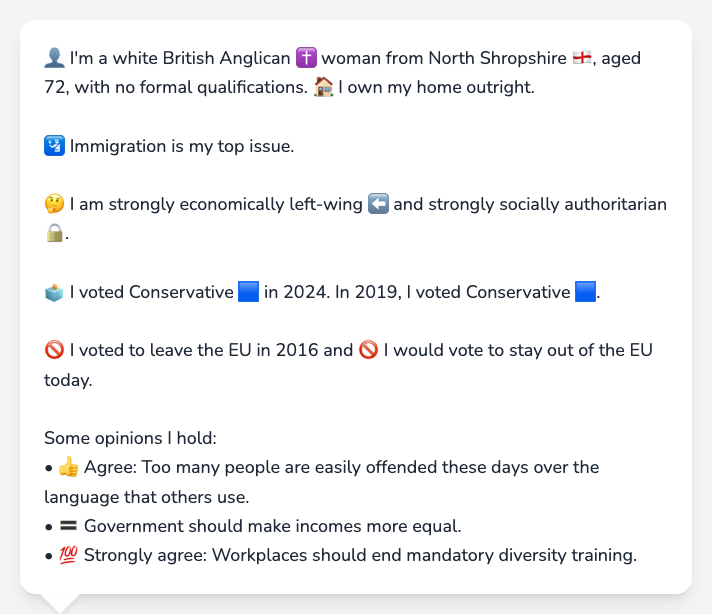 👤 I'm a white British Anglican ✝️ woman from North Shropshire 🏴󠁧󠁢󠁥󠁮󠁧󠁿, aged
72, with no formal qualifications. 🏠 I own my home outright.
🛂 Immigration is my top issue.
🤔 I am strongly economically left-wing ⬅️ and strongly socially authoritarian
🔒.
🗳️ I voted Conservative 🟦 in 2024. In 2019, I voted Conservative 🟦.
🚫 I voted to leave the EU in 2016 and 🚫 I would vote to stay out of the EU
today.
Some opinions I hold:
• 👍 Agree: Too many people are easily offended these days over the
language that others use.
• 🟰 Government should make incomes more equal.
• 💯 Strongly agree: Workplaces should end mandatory diversity training.